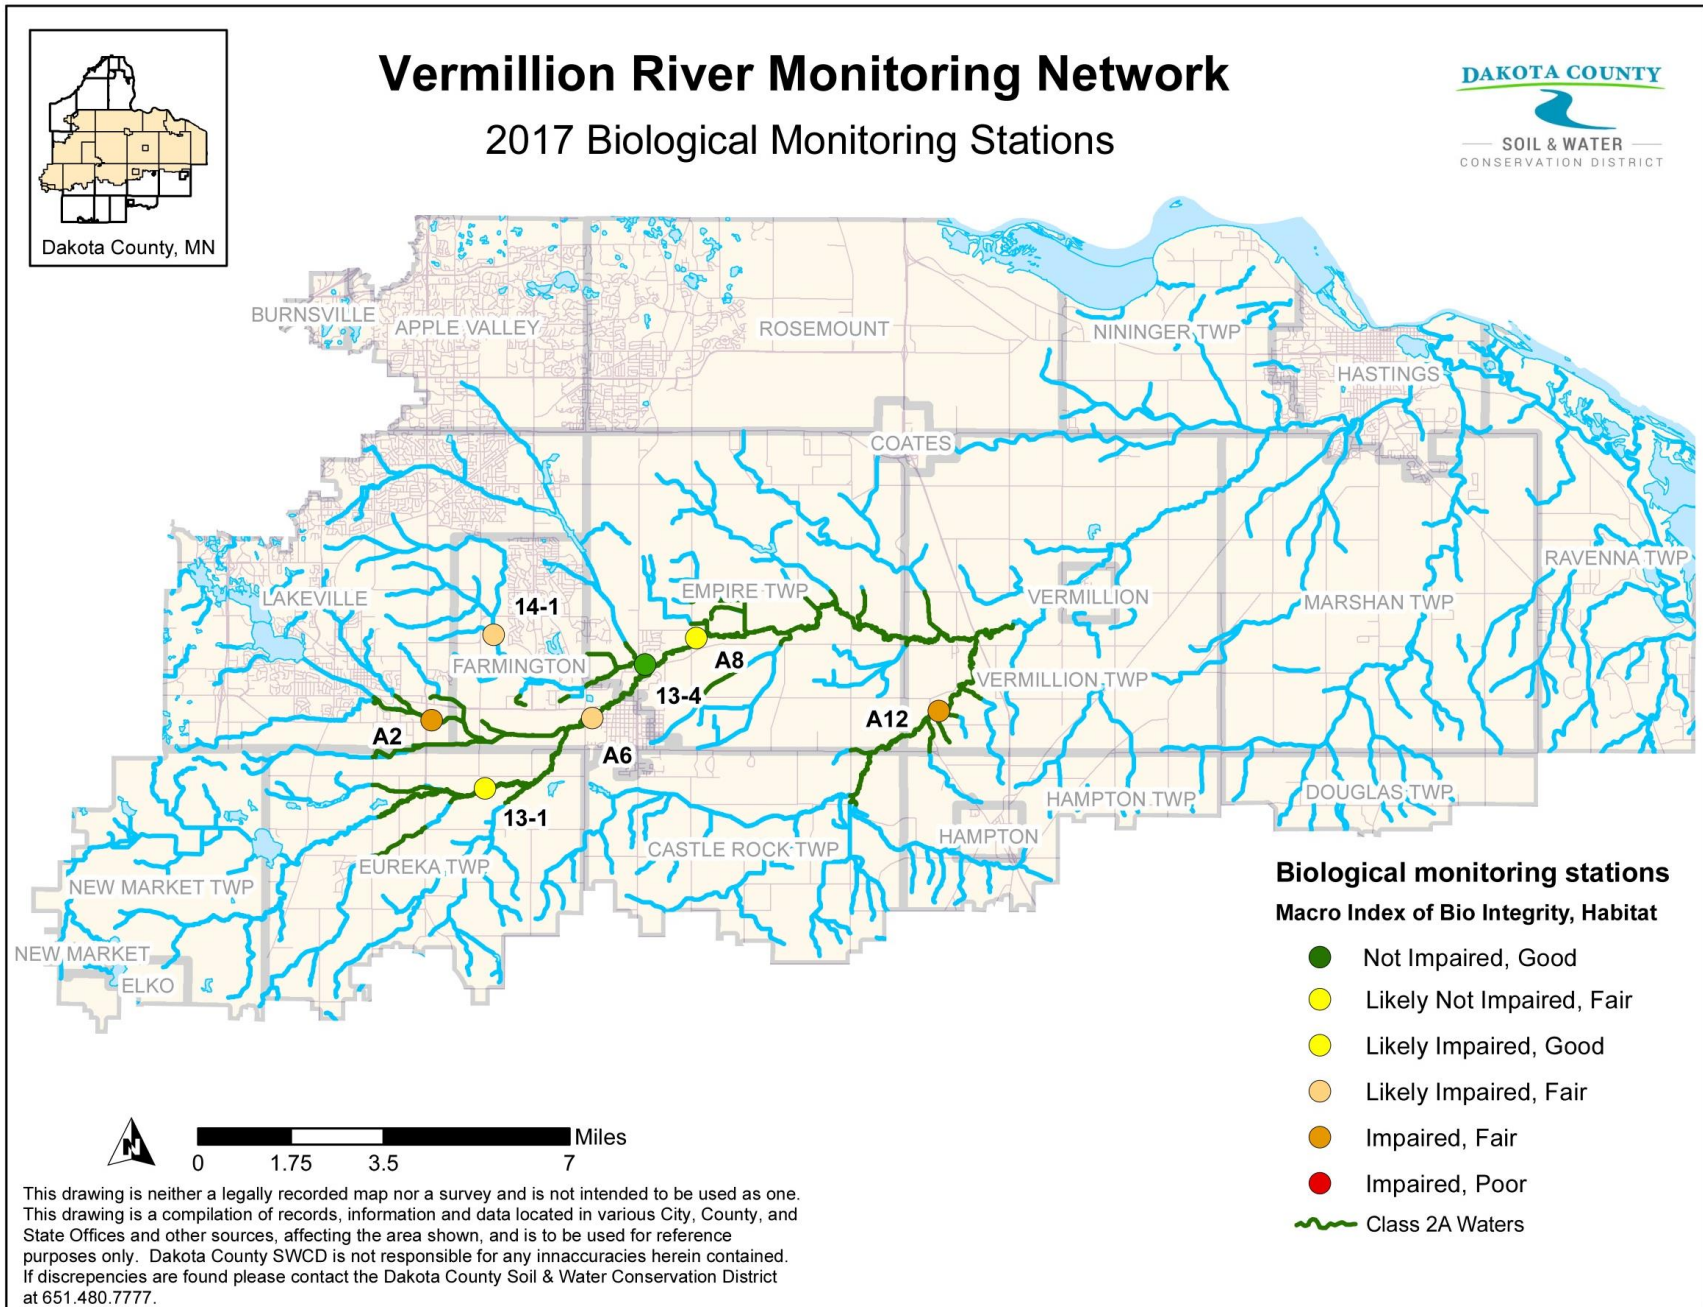 Vermillion River Monitoring Network
2017 Biological Monitoring Stations
DAKOTA COUNTY
SOIL & WATER
CONSERVATION DISTRICT
Dakota County, MN
BURNSVILLE
APPLE VALLEY
ROSEMOUNT
NININGER TWP
HASTINGS
COATES
RAVENNA TWP
EMPIRE TWP
LAKEVILLE
14-1
VERMILLION
MARSHAN TWP
FARMINGTON
A8
VERMILLION TWP
13-4
A12
A2
A6
13-1
HAMPTON TWP
DOUGLAS TWP
HAMPTON
CASTLE ROCK TWP
EUREKA TWP
NEW MARKET TWP
NEW MARKET
ELKO
Biological monitoring stations
Macro Index of Bio Integrity, Habitat
Not Impaired, Good
Likely Not Impaired, Fair
Likely Impaired, Good
Likely Impaired, Fair
Impaired, Fair
Impaired, Poor
Class 2A Waters
N
Miles
0 1.75 3.5 7
This drawing is neither a legally recorded map nor a survey and is not intended to be used as one.
This drawing is a compilation of records, information and data located in various City, County, and
State Offices and other sources, affecting the area shown, and is to be used for reference
purposes only. Dakota County SWCD is not responsible for any innaccuracies herein contained.
If discrepencies are found please contact the Dakota County Soil & Water Conservation District
at 651.480.7777.